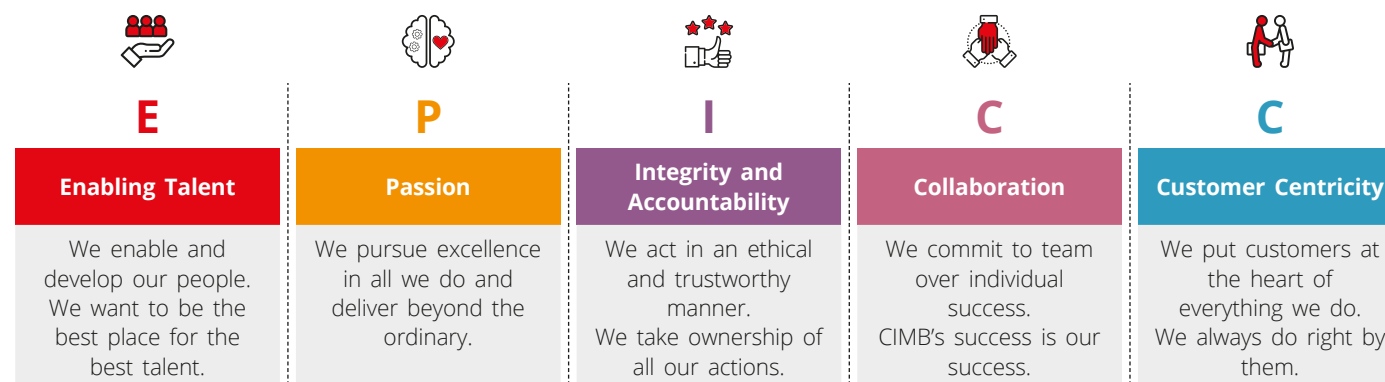 E
Enabling Talent
We enable and
develop our people.
We want to be the
best place for the
best talent.
P
Passion
We pursue excellence
in all we do and
deliver beyond the
ordinary.
I
Integrity and
Accountability
We act in an ethical
and trustworthy
manner.
We take ownership of
all our actions.
C
Collaboration
We commit to team
over individual
success.
CIMB’s success is our
success.
C
Customer Centricity
We put customers at
the heart of
everything we do.
We always do right by
them.